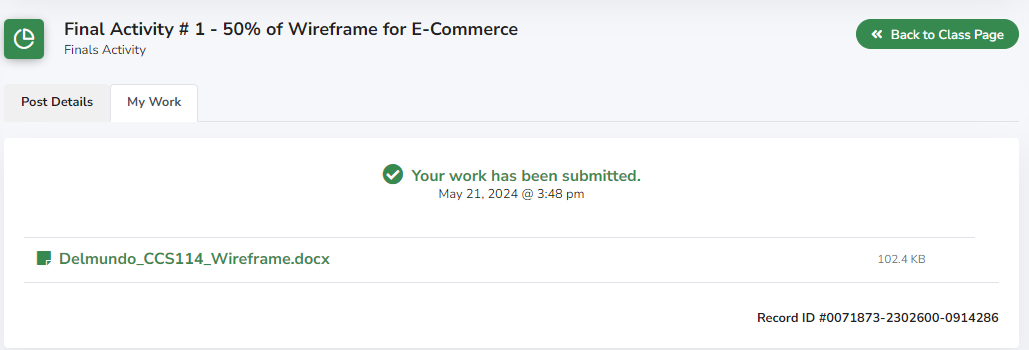 Final Activity # 1 - 50% of Wireframe for E-Commerce
Finals Activity
Back to Class Page
Post Details
My Work
Your work has been submitted.
May 21, 2024 @ 3:48 pm
Delmundo_CCS114_Wireframe.docx
102.4 KB
Record ID #0071873-2302600-0914286